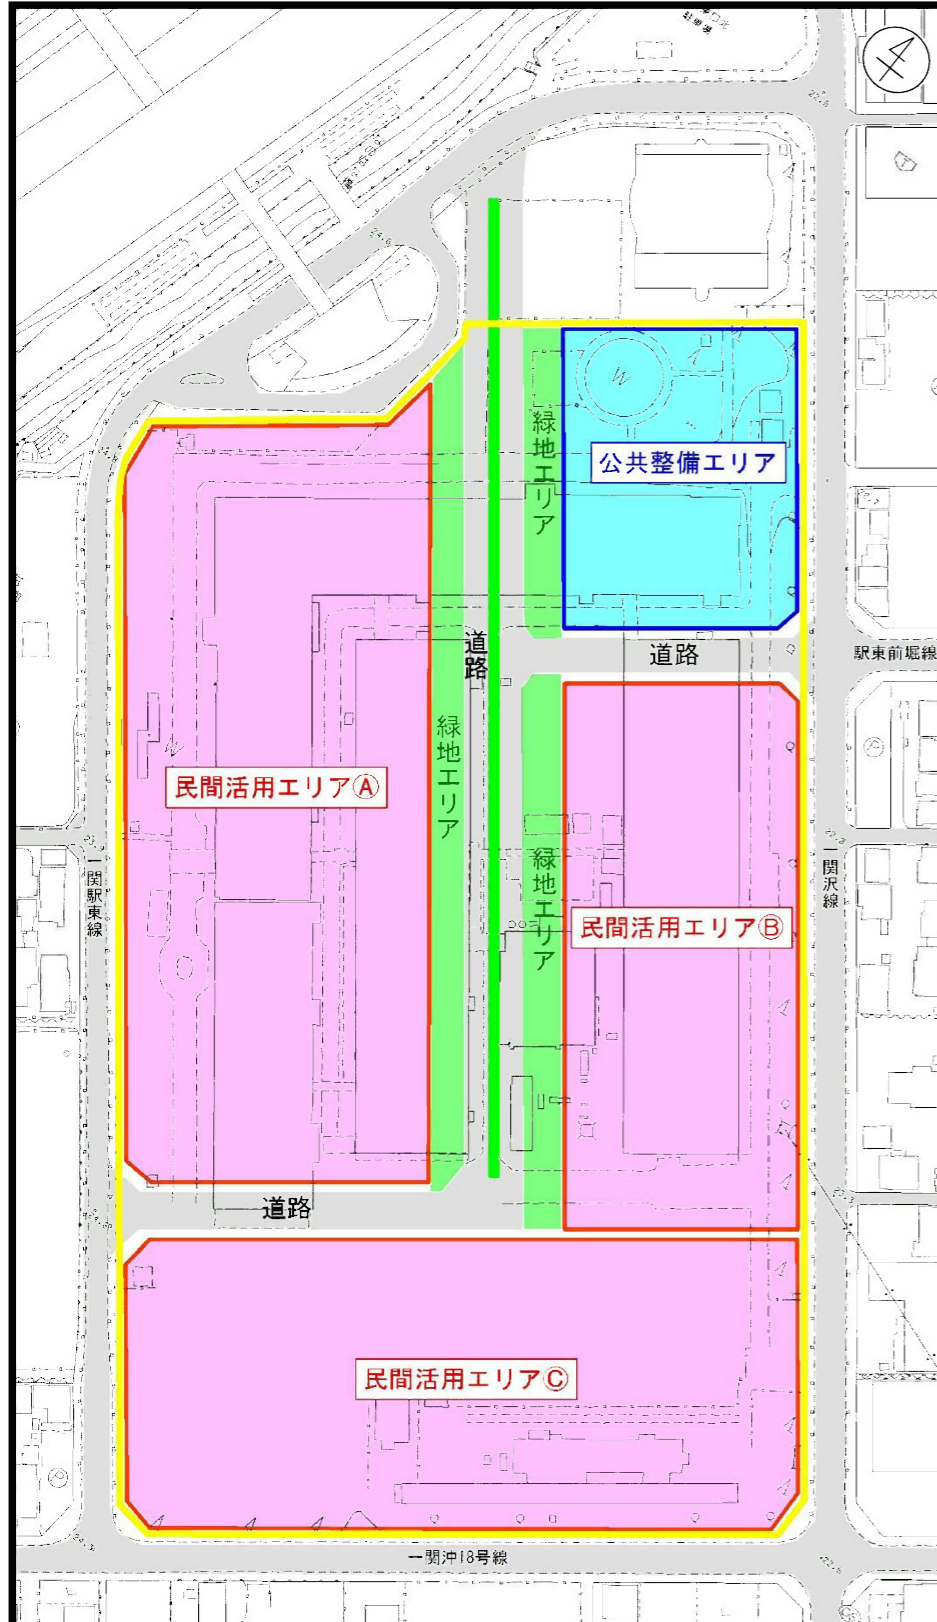 緑地エリア
公共整備エリア
道路
道路
駅東前堀線
緑地エリア
民間活用エリアⒶ
緑地エリア
民間活用エリアⒷ
一関駅東線
一関沢線
道路
民間活用エリアⒸ
一関沖18号線